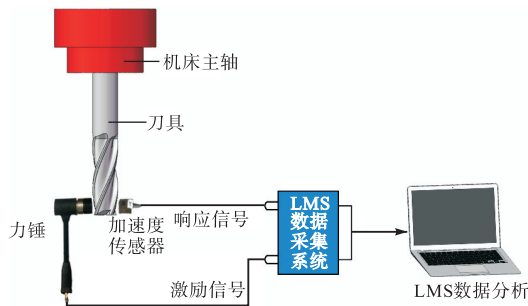 机床主轴
刀具
力锤
加速度
传感器
响应信号
激励信号
LMS
数据
采集
系统
LMS数据分析